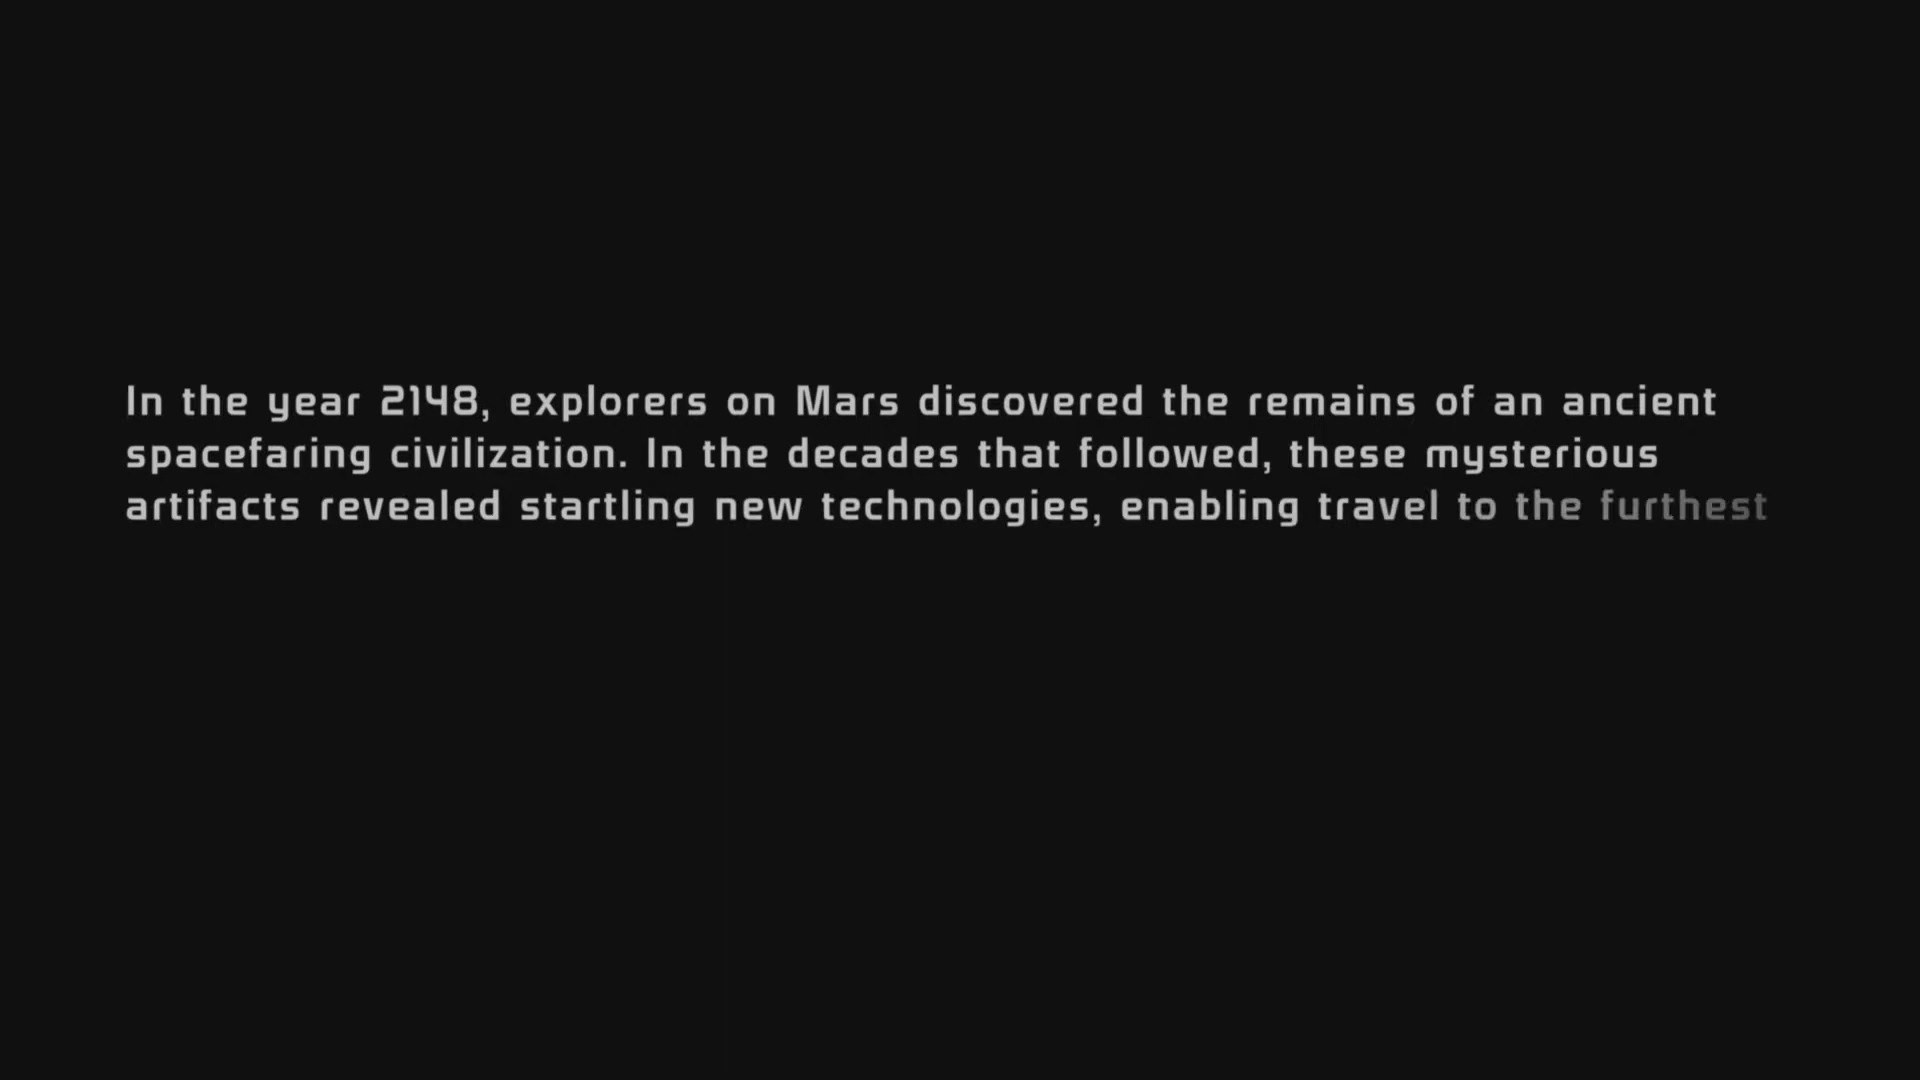 In the year 2148, explorers on Mars discovered the remains of an ancient
spacefaring civilization. In the decades that followed, these mysterious
artifacts revealed startling new technologies, enabling travel to the furthest